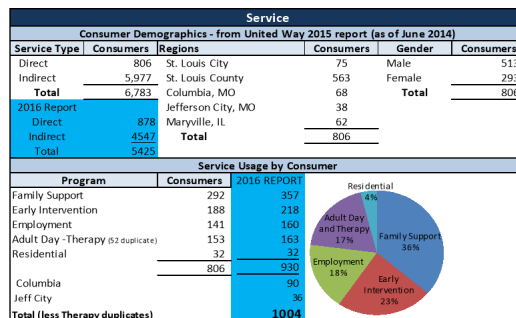 Service
Consumer Demographics - from United Way 2015 report (as of June 2014)
Service Type Consumers Regions Consumers Gender Consumers
Direct 806 St. Louis City 75 Male 513
Indirect 5,977 St. Louis County 563 Female 293
Total 6,783 Columbia, MO 68 Total 806
2016 Report Jefferson City, MO 38
Direct 878 Maryville, IL 62
Indirect 4547 Total 806
Total 5425
Service Usage by Consumer
Program Consumers 2016 REPORT
Family Support 292 357
Early Intervention 188 218
Employment 141 160
Adult Day -Therapy (52 duplicate) 153 163
Residential 32 32
806 930
Columbia 90
Jeff City 36
Total (less Therapy duplicates) 1004
Residential
4%
Adult Day
and Therapy
17%
Family Support
36%
Employment
18%
Early
Intervention
23%